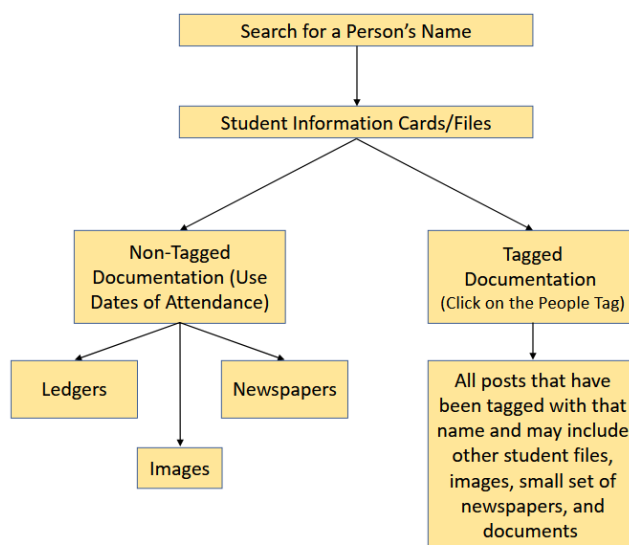 Search for a Person's Name
Student Information Cards/Files
Non-Tagged
Documentation (Use
Dates of Attendance)
Tagged
Documentation
(Click on the People Tag)
Ledgers
Newspapers
Images
All posts that have
been tagged with that
name and may include
other student files,
images, small set of
newspapers, and
documents